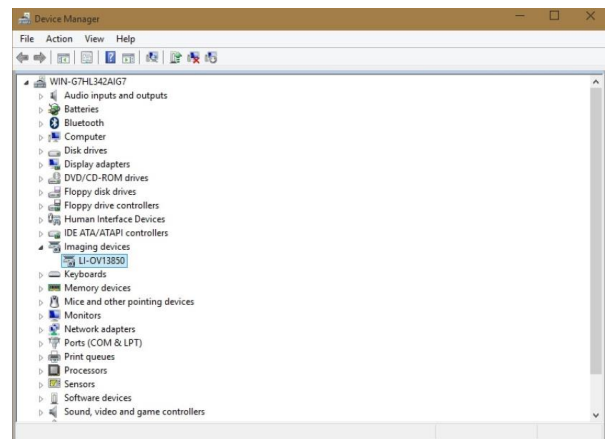 Device Manager
File Action View Help
WIN-G7HL342AIG7
Audio inputs and outputs
Batteries
Bluetooth
Computer
Disk drives
Display adapters
DVD/CD-ROM drives
Floppy disk drives
Floppy drive controllers
Human Interface Devices
IDE ATA/ATAPI controllers
Imaging devices
LI-OV13850
Keyboards
Memory devices
Mice and other pointing devices
Monitors
Network adapters
Ports (COM & LPT)
Print queues
Processors
Sensors
Software devices
Sound, video and game controllers